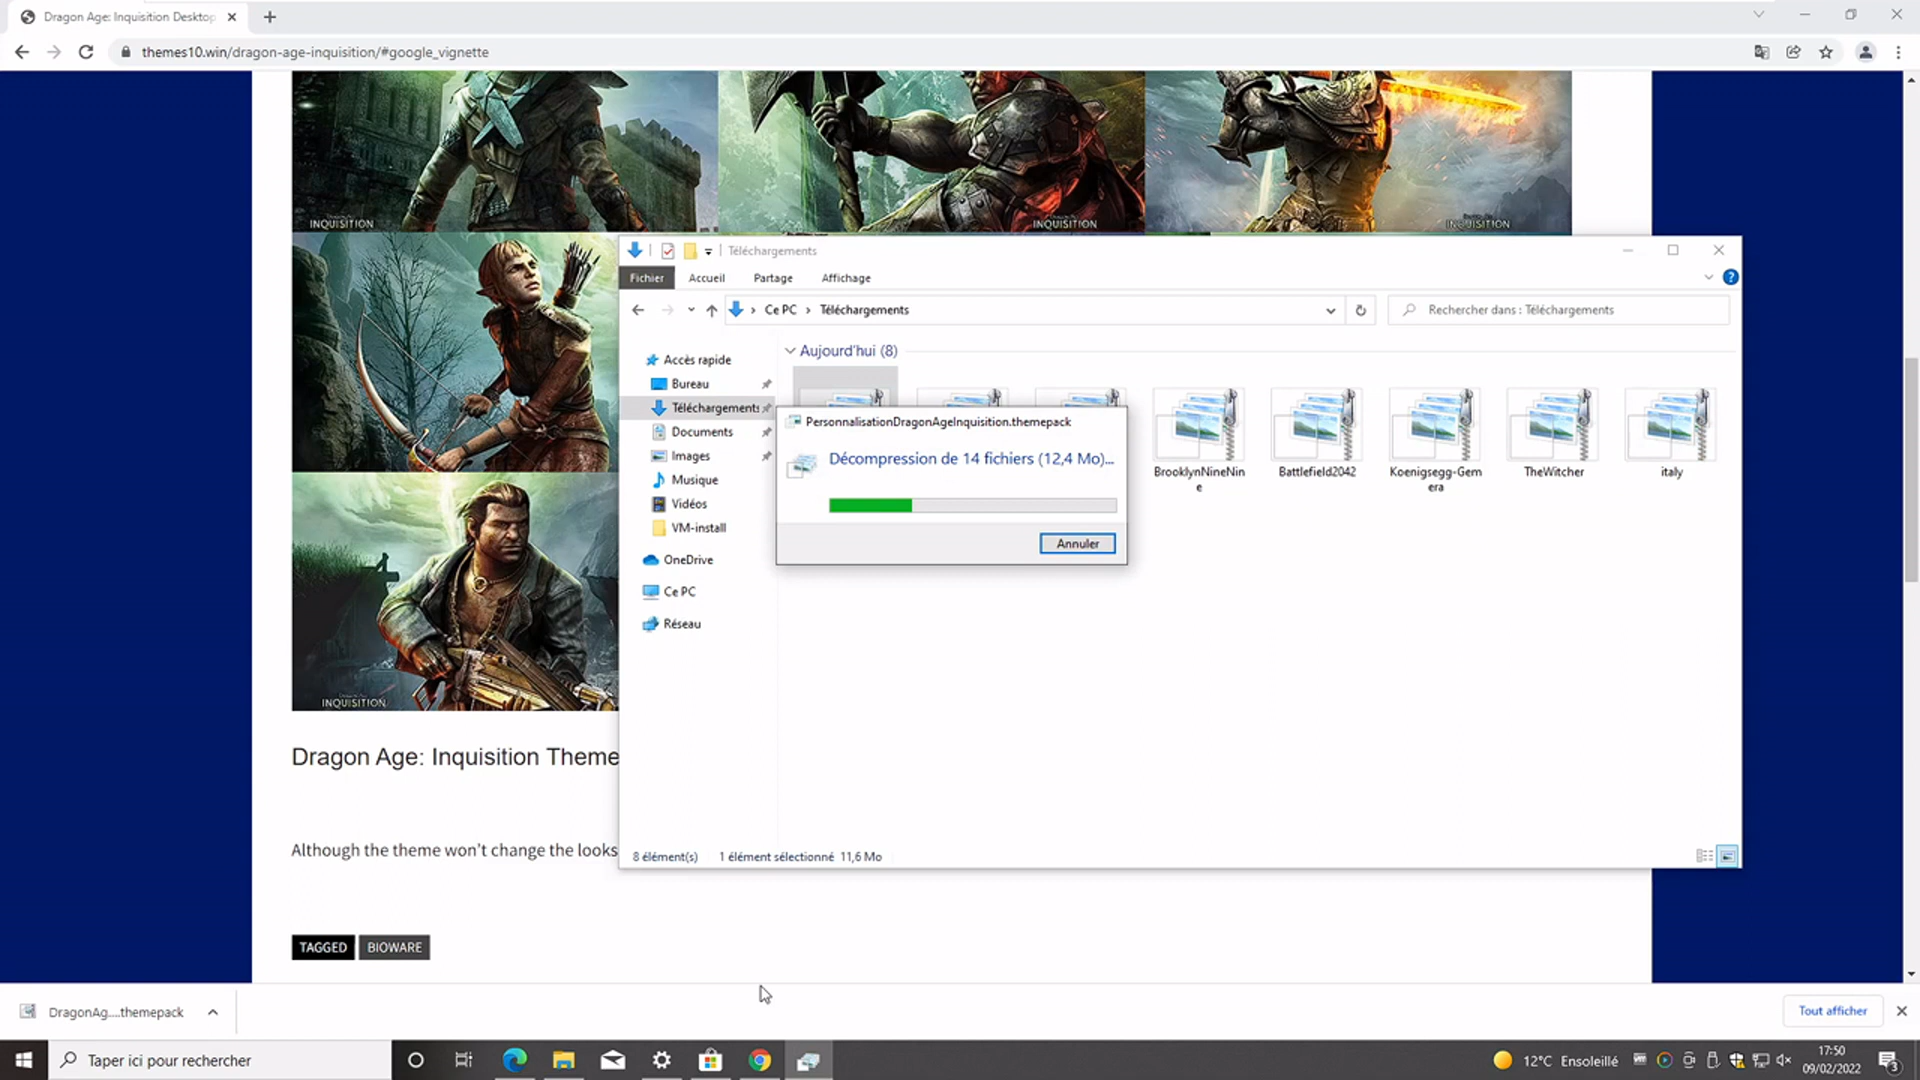 Dragon Age: Inquisition Desktop
themes10.win/dragon-age-inquisition/#google_vignette
INQUISITION
INQUISITION
INQUISITION
Téléchargements
Fichier
Accueil
Partage
Affichage
Ce PC
Téléchargements
Rechercher dans : Téléchargements
Accès rapide
Bureau
Téléchargements
Documents
Images
Musique
Vidéos
VM-install
OneDrive
Ce PC
Réseau
Aujourd'hui (8)
BrooklynNineNin
e
Battlefield2042
Koenigsegg-Gem
era
TheWitcher
italy
PersonnalisationDragonAgeInquisition.themepack
Décompression de 14 fichiers (12,4 Mo)...
Annuler
INQUISITION
8 élément(s)
1 élément sélectionné 11,6 Mo
Dragon Age: Inquisition Theme
Although the theme won't change the looks
TAGGED
BIOWARE
DragonAg....themepack
Tout afficher
Taper ici pour rechercher
12°C Ensoleillé
17:50
09/02/2022
3